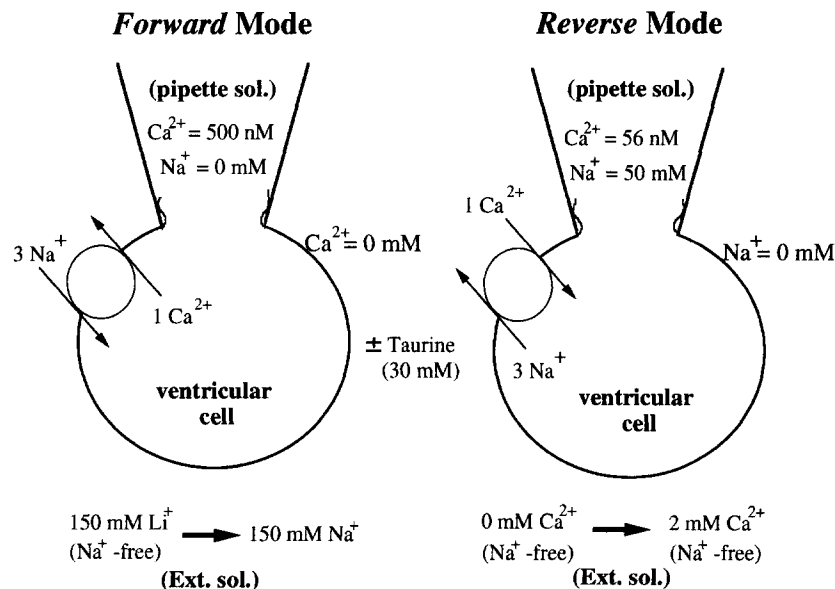 Forward Mode
(pipette sol.)
Ca²⁺ = 500 nM
Na⁺ = 0 mM
3 Na⁺
1 Ca²⁺
Ca²⁺ = 0 mM
ventricular
cell
150 mM Li⁺
(Na⁺ -free)
150 mM Na⁺
(Ext. sol.)
± Taurine
(30 mM)
Reverse Mode
(pipette sol.)
Ca²⁺ = 56 nM
Na⁺ = 50 mM
1 Ca²⁺
Na⁺ = 0 mM
3 Na⁺
ventricular
cell
0 mM Ca²⁺
(Na⁺ -free)
2 mM Ca²⁺
(Na⁺ -free)
(Ext. sol.)